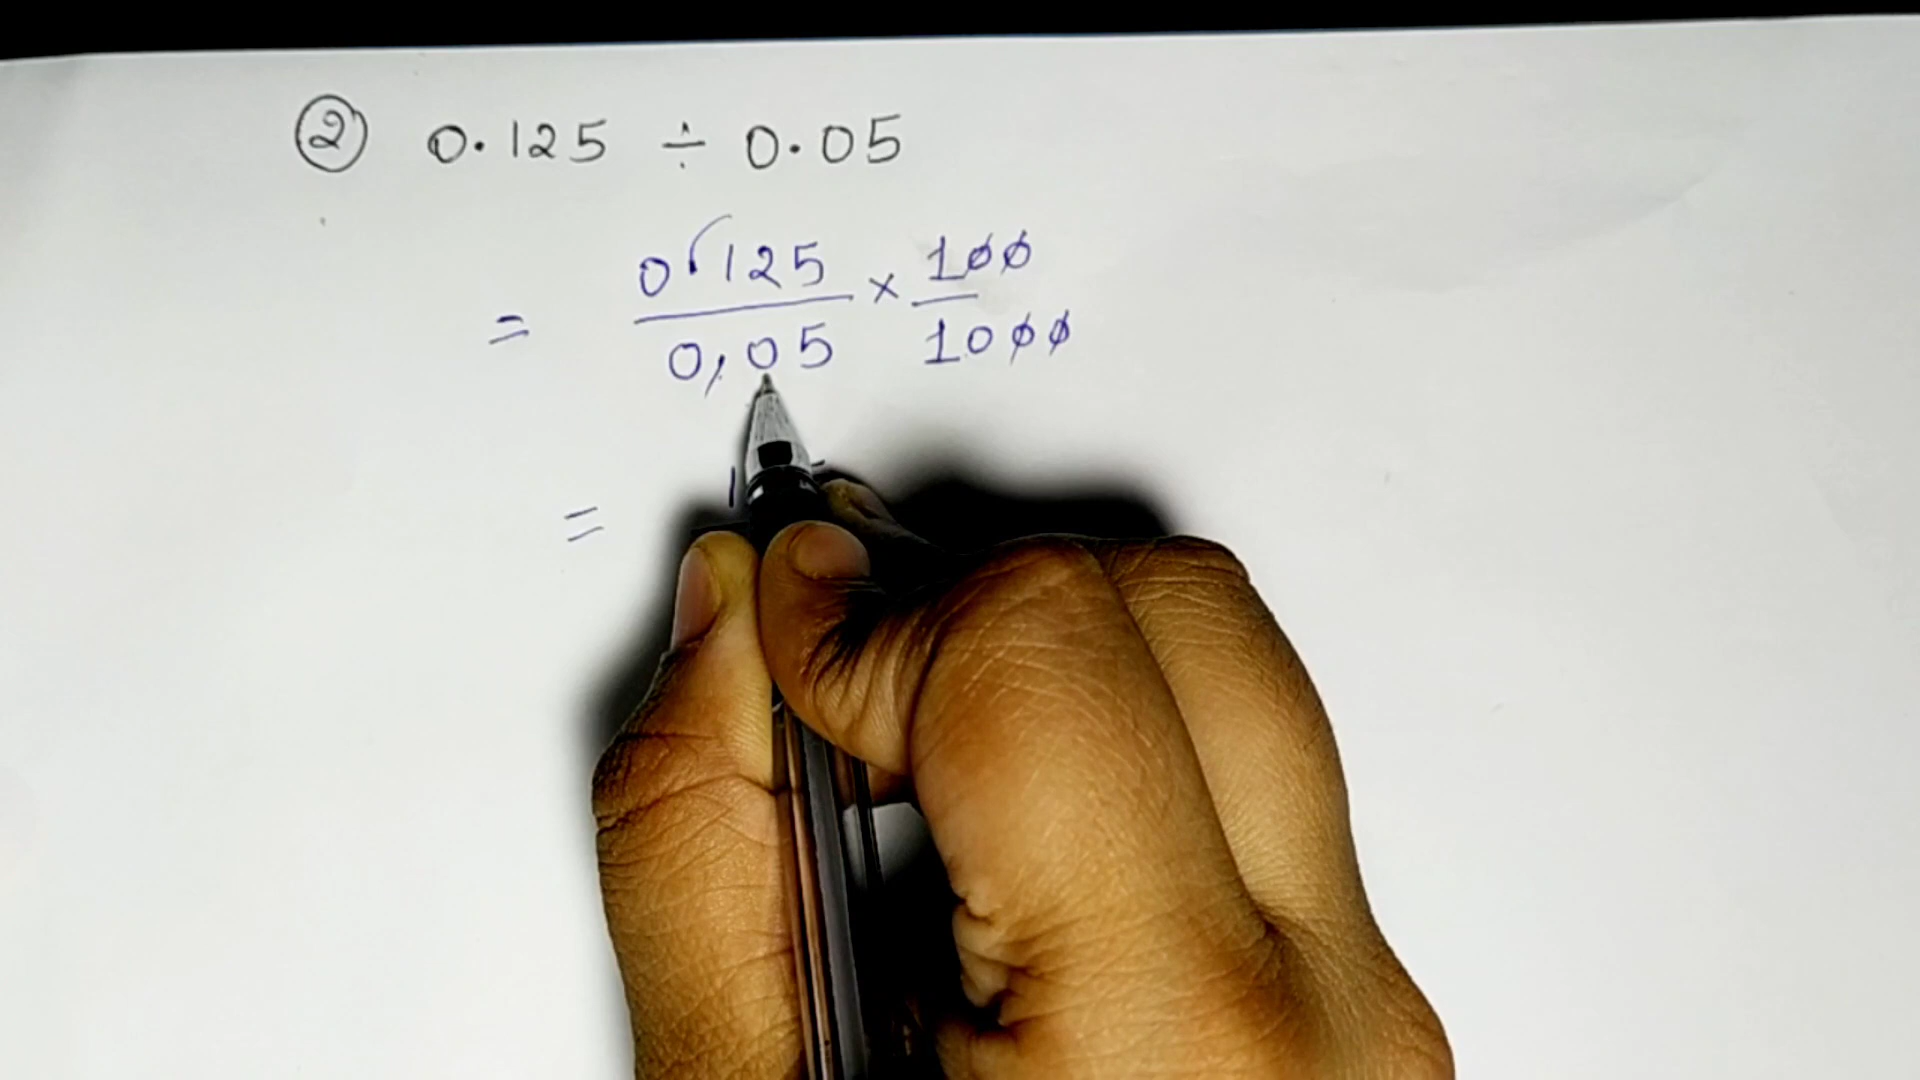 ② 0.125 ÷ 0.05
= 0.125/0.05 × 100/1000
=